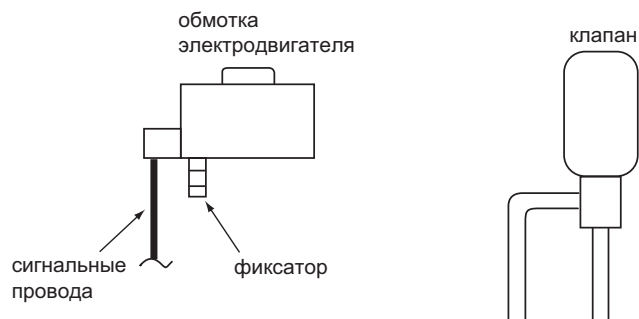 обмотка
электродвигателя
клапан
сигнальные
провода
фиксатор